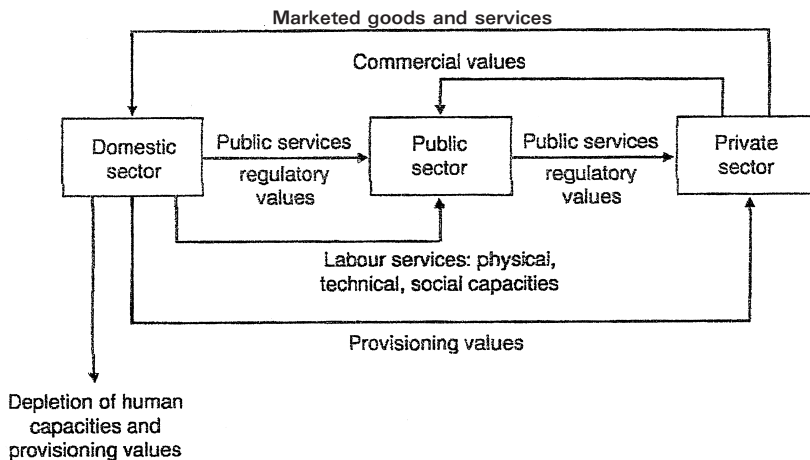 Marketed goods and services
Commercial values
Domestic
sector
Public services
regulatory
values
Public
sector
Public services
regulatory
values
Private
sector
Labour services: physical,
technical, social capacities
Provisioning values
Depletion of human
capacities and
provisioning values